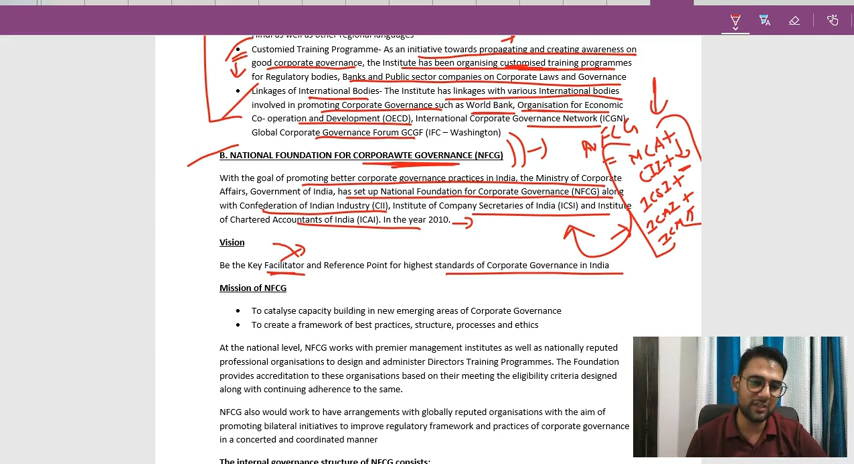 Hindi as well as other regional languages
• Customied Training Programme- As an initiative towards propagating and creating awareness on
good corporate governance, the Institute has been organising customised training programmes
for Regulatory bodies, Banks and Public sector companies on Corporate Laws and Governance
• Linkages of International Bodies- The Institute has linkages with various International bodies
involved in promoting Corporate Governance such as World Bank, Organisation for Economic
Co- operation and Development (OECD), International Corporate Governance Network (ICGN)
Global Corporate Governance Forum GCGF (IFC – Washington)
B. NATIONAL FOUNDATION FOR CORPORAWTE GOVERNANCE (NFCG)
With the goal of promoting better corporate governance practices in India, the Ministry of Corporate
Affairs, Government of India, has set up National Foundation for Corporate Governance (NFCG) along
with Confederation of Indian Industry (CII), Institute of Company Secretaries of India (ICSI) and Institute
of Chartered Accountants of India (ICAI). In the year 2010.
NFCG
MCA+
CII+
ICSI+
ICAI+
Vision
Be the Key Facilitator and Reference Point for highest standards of Corporate Governance in India
Mission of NFCG
• To catalyse capacity building in new emerging areas of Corporate Governance
• To create a framework of best practices, structure, processes and ethics
At the national level, NFCG works with premier management institutes as well as nationally reputed
professional organisations to design and administer Directors Training Programmes. The Foundation
provides accreditation to these organisations based on their meeting the eligibility criteria designed
along with continuing adherence to the same.
NFCG also would work to have arrangements with globally reputed organisations with the aim of
promoting bilateral initiatives to improve regulatory framework and practices of corporate governance
in a concerted and coordinated manner
The internal governance structure of NFCG consists: